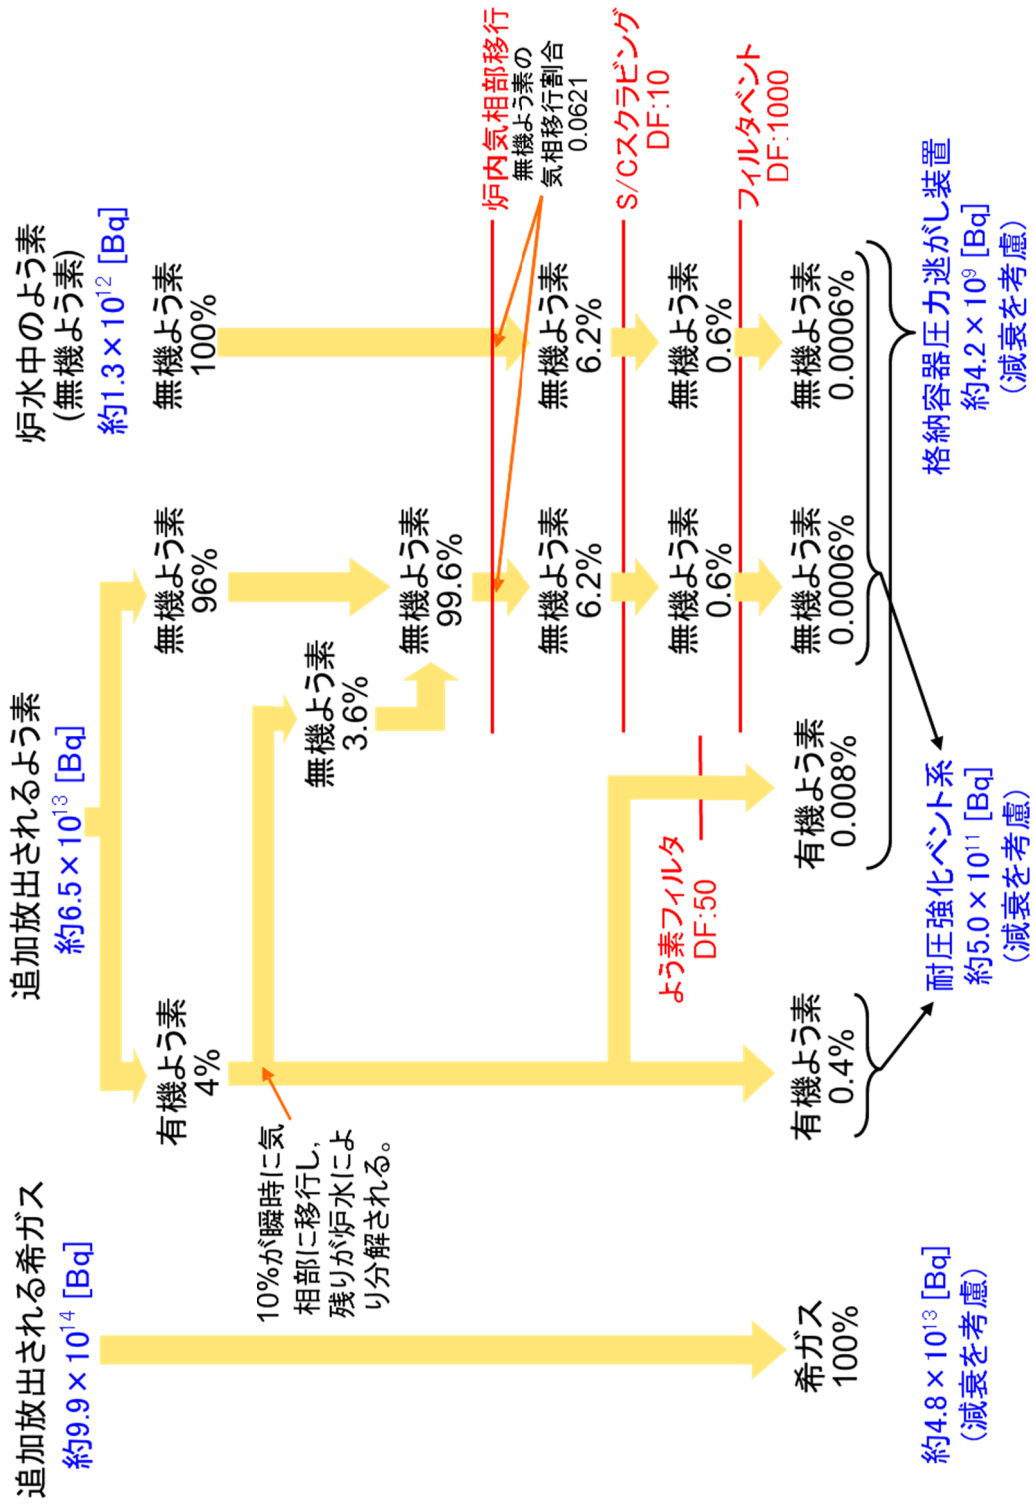 追加放出される希ガス
約9.9×10¹⁴ [Bq]
追加放出されるよう素
約6.5×10¹³ [Bq]
炉水中のよう素
(無機よう素)
約1.3×10¹² [Bq]
有機よう素
4%
無機よう素
96%
無機よう素
100%
10%が瞬時に気
相部に移行し,
残りが炉水によ
り分解される。
無機よう素
3.6%
無機よう素
99.6%
炉内気相部移行
無機よう素の
気相移行割合
0.0621
無機よう素
6.2%
無機よう素
6.2%
S/Cスクラビング
DF:10
よう素フィルタ
DF:50
無機よう素
0.6%
無機よう素
0.6%
フィルタベント
DF:1000
希ガス
100%
有機よう素
0.4%
有機よう素
0.008%
無機よう素
0.0006%
無機よう素
0.0006%
約4.8×10¹³ [Bq]
(減衰を考慮)
耐圧強化ベント系
約5.0×10¹¹ [Bq]
(減衰を考慮)
格納容器圧力逃がし装置
約4.2×10⁹ [Bq]
(減衰を考慮)